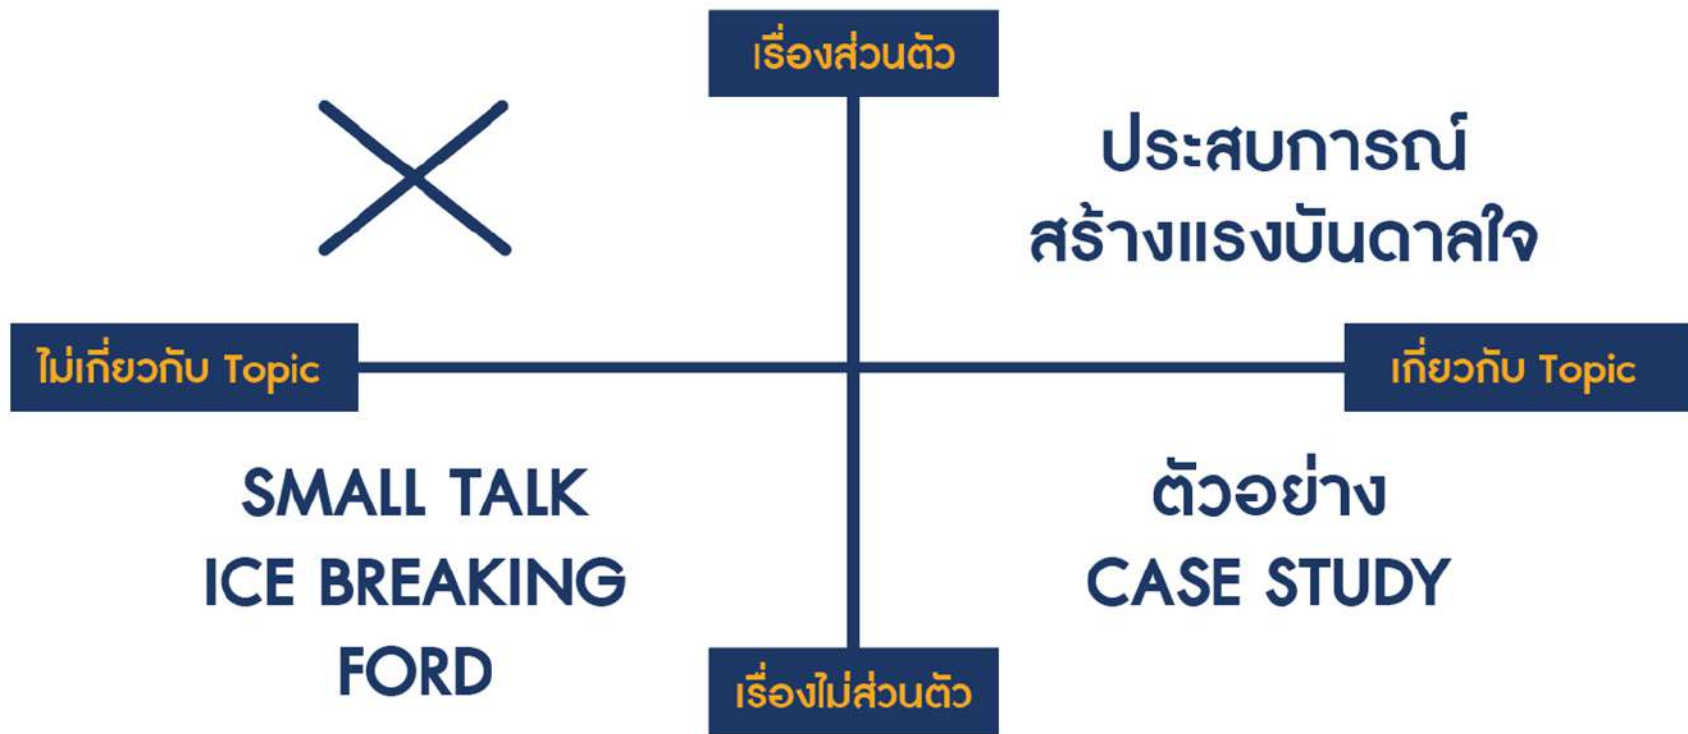 เรื่องส่วนตัว
ประสบการณ์
สร้างแรงบันดาลใจ
ไม่เกี่ยวกับ Topic
เกี่ยวกับ Topic
SMALL TALK
ICE BREAKING
FORD
ตัวอย่าง
CASE STUDY
เรื่องไม่ส่วนตัว